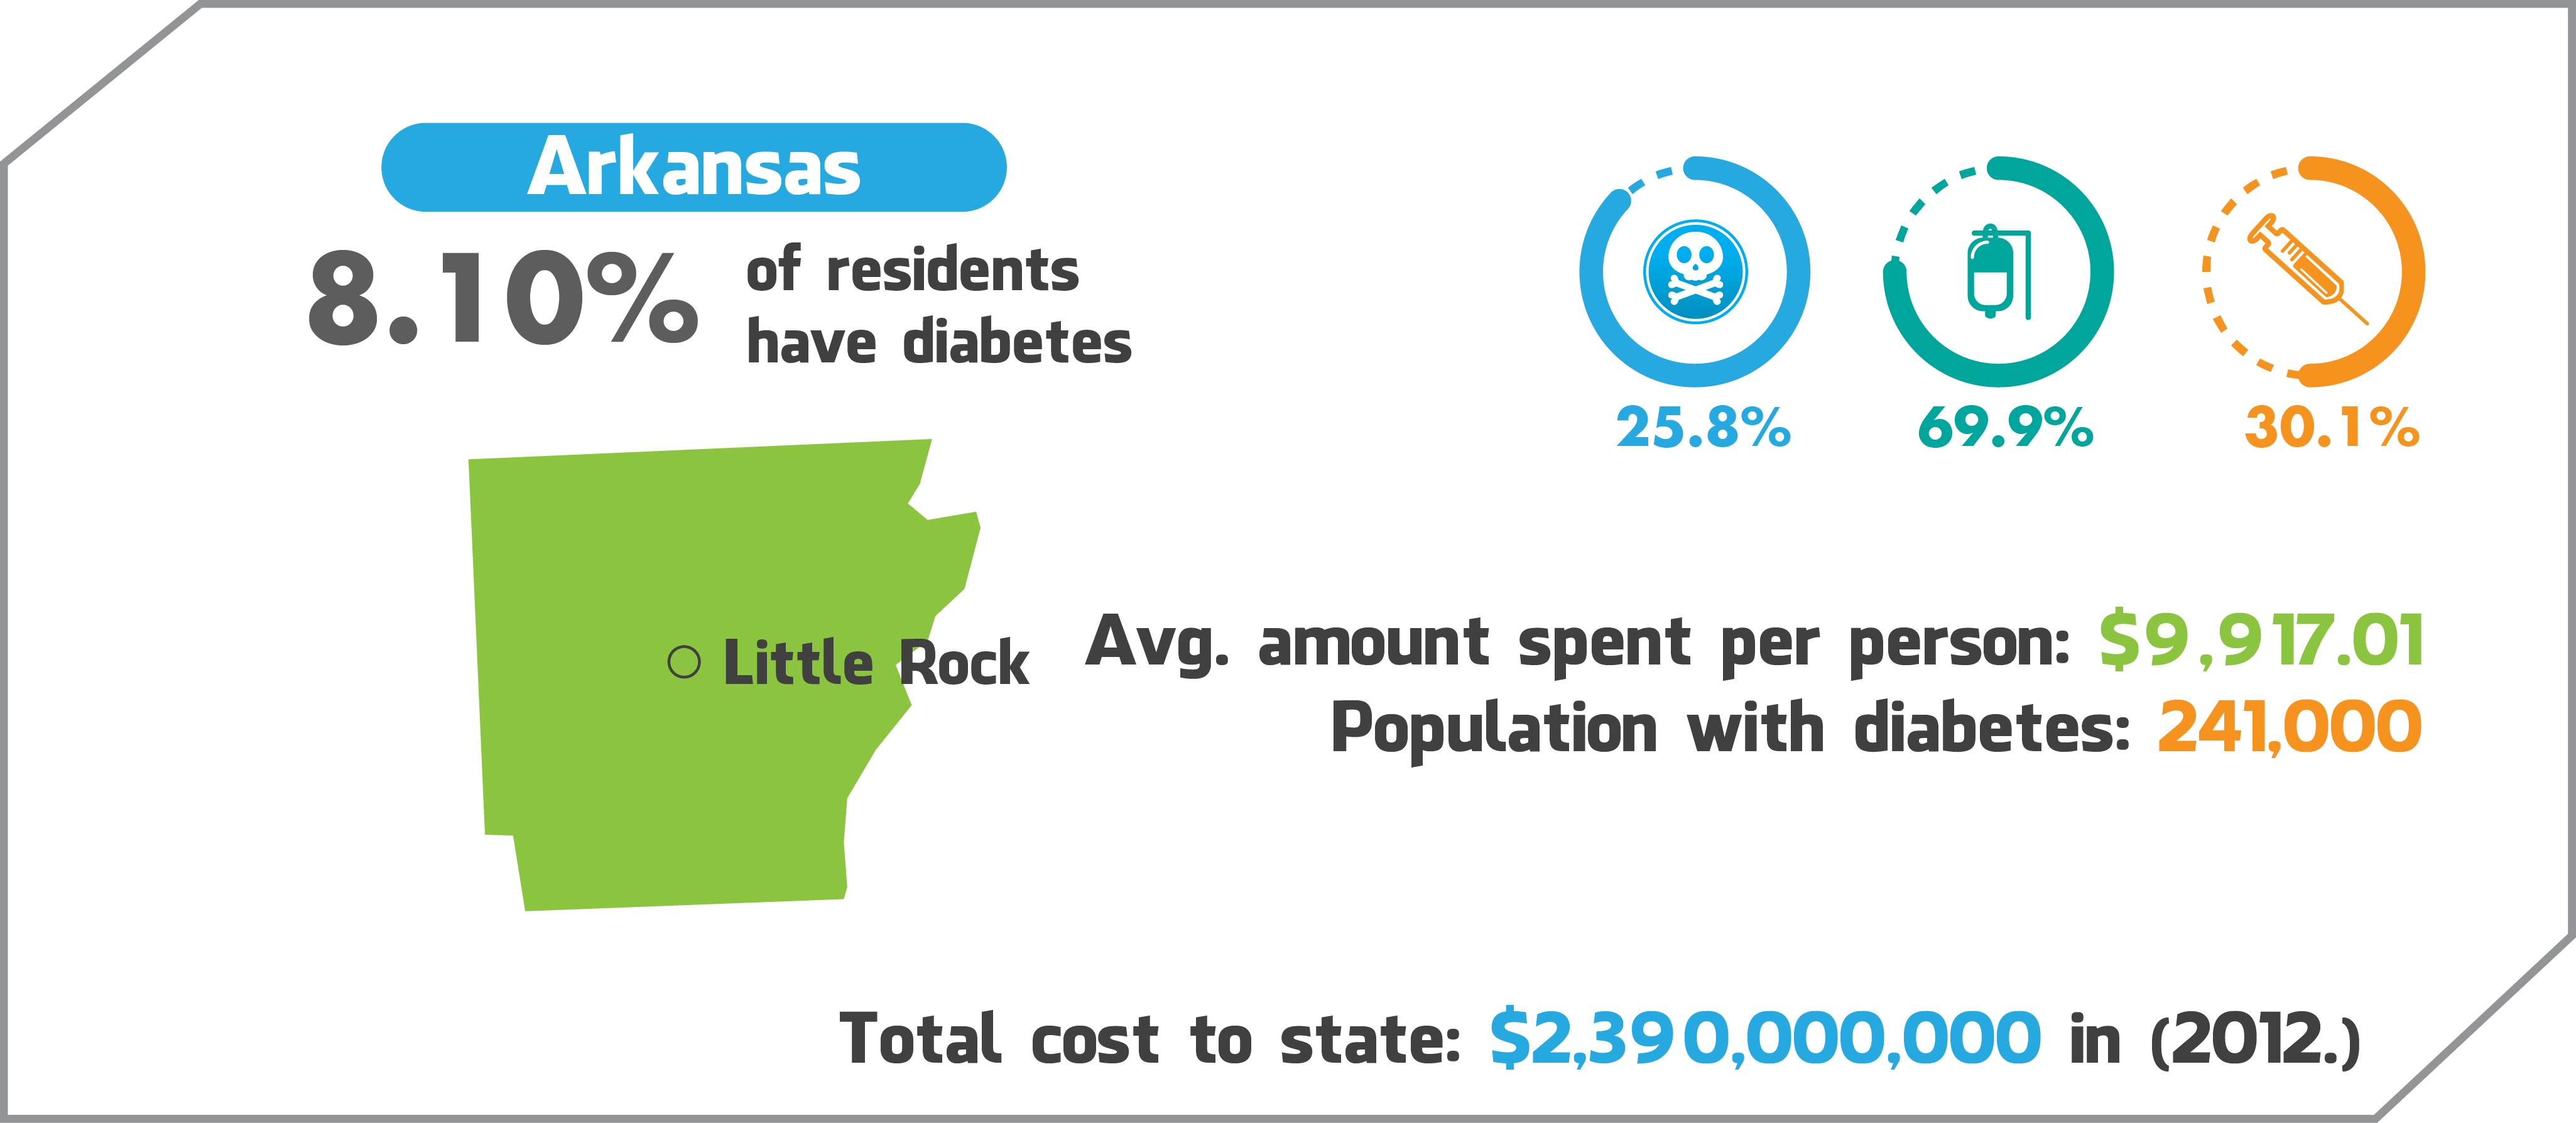 Arkansas
8.10%
of residents
have diabetes
25.8%
69.9%
30.1%
Little Rock
Avg. amount spent per person: $9,917.01
Population with diabetes: 241,000
Total cost to state: $2,390,000,000 in (2012.)